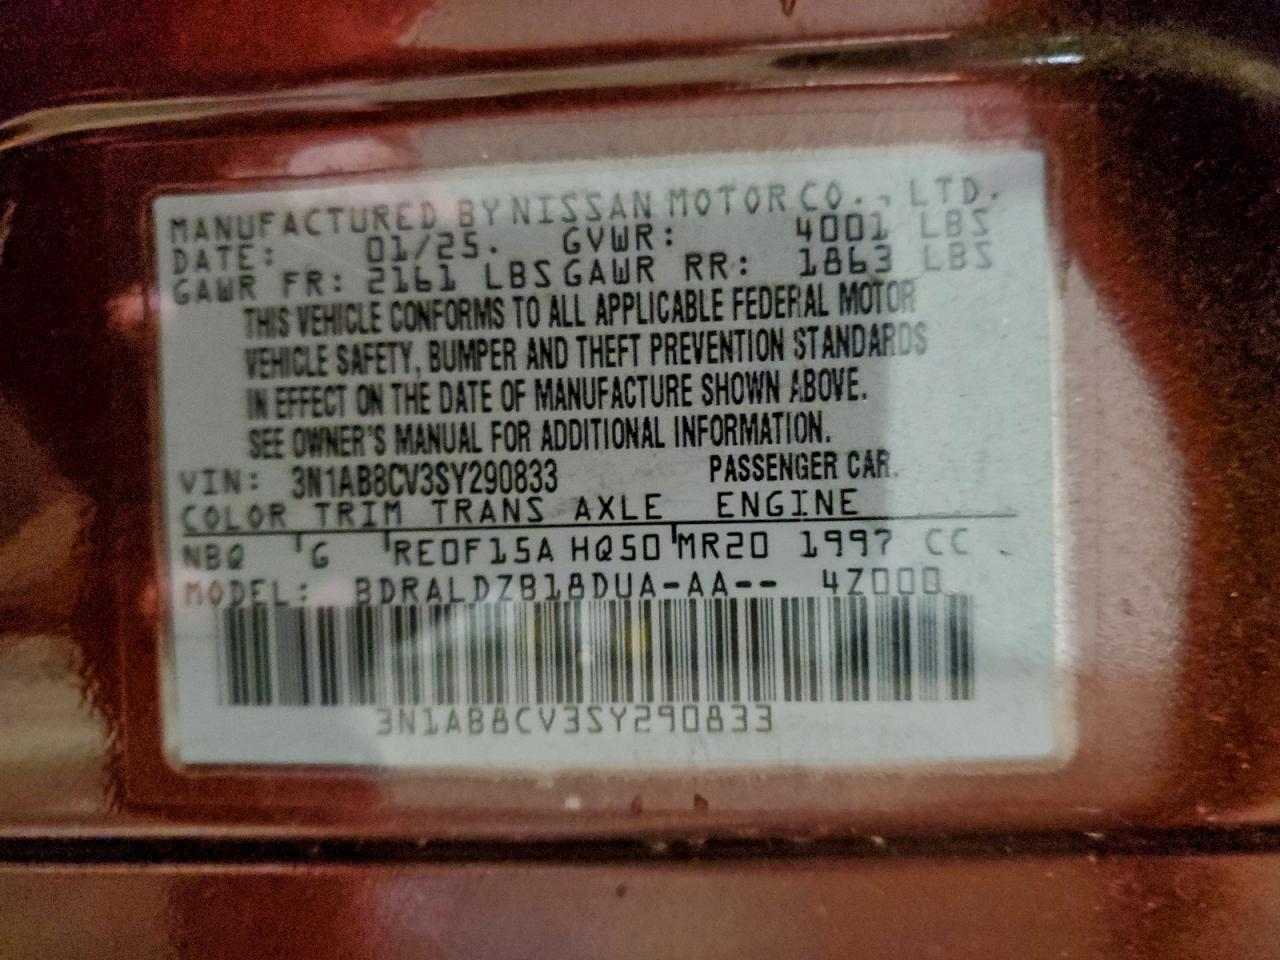 MANUFACTURED BY NISSAN MOTOR CO., LTD.
DATE: 01/25. GVWR: 4001 LBS
GAWR FR: 2161 LBS GAWR RR: 1863 LBS
THIS VEHICLE CONFORMS TO ALL APPLICABLE FEDERAL MOTOR
VEHICLE SAFETY, BUMPER AND THEFT PREVENTION STANDARDS
IN EFFECT ON THE DATE OF MANUFACTURE SHOWN ABOVE.
SEE OWNER'S MANUAL FOR ADDITIONAL INFORMATION.
VIN: 3N1AB8CV3SY290833 PASSENGER CAR.
COLOR TRIM TRANS AXLE ENGINE
NBQ G RE0F15A HQ50 MR20 1997 CC
MODEL: BDRALDZB18DUA-AA-- 4Z000
3N1AB8CV3SY290833